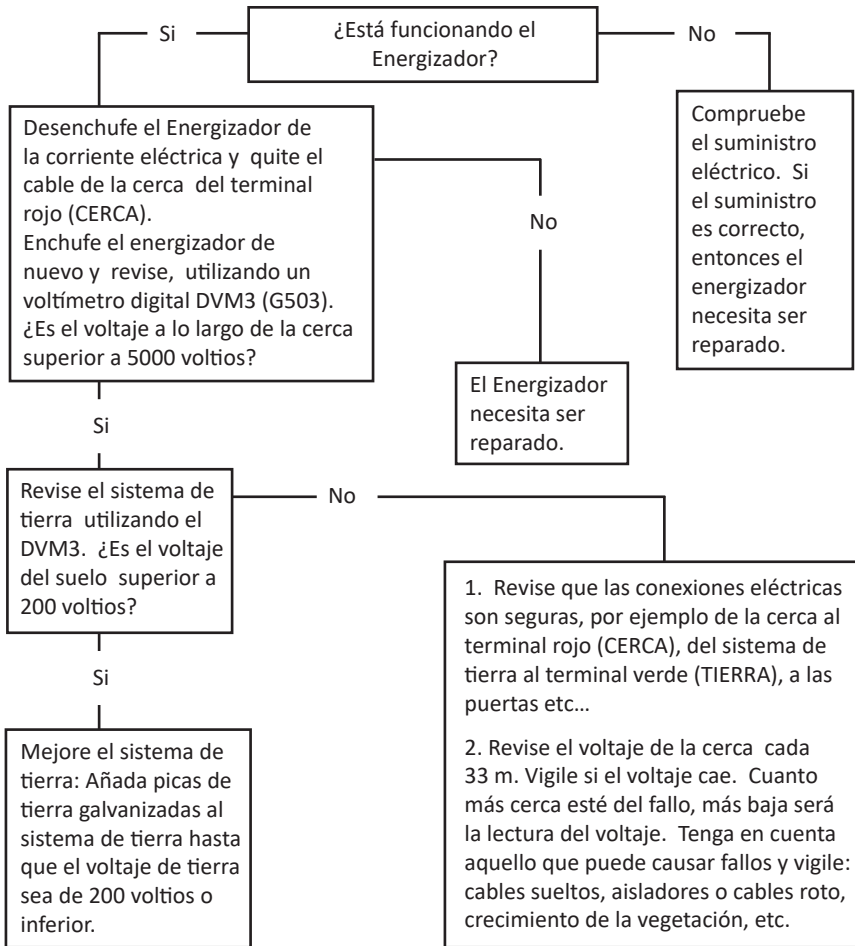 ¿Está funcionando el
Energizador?
Si
No
Desenchufe el Energizador de
la corriente eléctrica y quite el
cable de la cerca del terminal
rojo (CERCA).
Enchufe el energizador de
nuevo y revise, utilizando un
voltímetro digital DVM3 (G503).
¿Es el voltaje a lo largo de la cerca
superior a 5000 voltios?
Compruebe
el suministro
eléctrico. Si
el suministro
es correcto,
entonces el
energizador
necesita ser
reparado.
No
El Energizador
necesita ser
reparado.
Si
Revise el sistema de
tierra utilizando el
DVM3. ¿Es el voltaje
del suelo superior a
200 voltios?
No
Si
1. Revise que las conexiones eléctricas
son seguras, por ejemplo de la cerca al
terminal rojo (CERCA), del sistema de
tierra al terminal verde (TIERRA), a las
puertas etc...
2. Revise el voltaje de la cerca cada
33 m. Vigile si el voltaje cae. Cuanto
más cerca esté del fallo, más baja será
la lectura del voltaje. Tenga en cuenta
aquello que puede causar fallos y vigile:
cables sueltos, aisladores o cables roto,
crecimiento de la vegetación, etc.
Mejore el sistema de
tierra: Añada picas de
tierra galvanizadas al
sistema de tierra hasta
que el voltaje de tierra
sea de 200 voltios o
inferior.